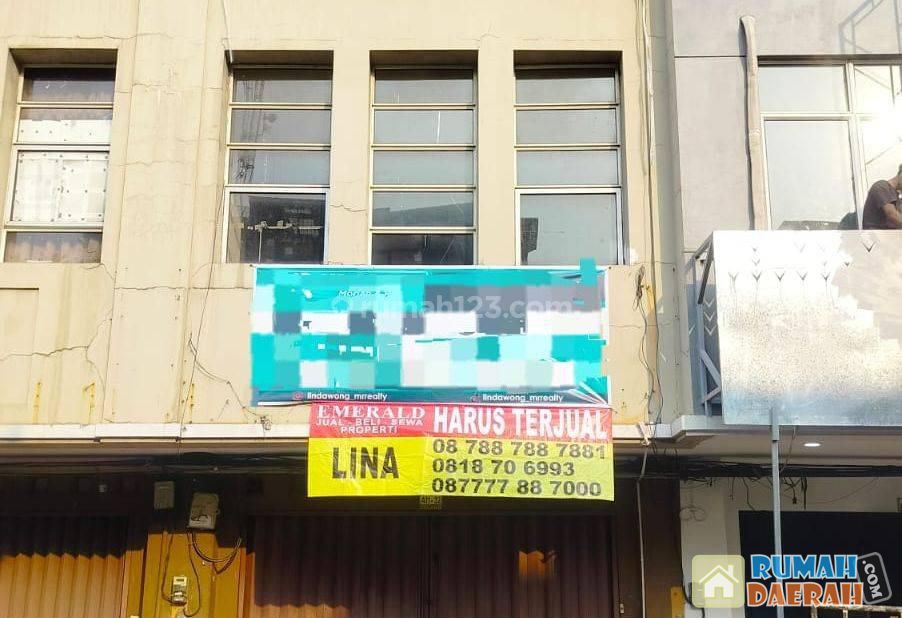 rumah123.com
lindawong_mrrealty lindawong_mrrealty
EMERALD
JUAL - BELI - SEWA
PROPERTI
HARUS TERJUAL
LINA
08 788 788 7881
0818 70 6993
087777 88 7000
RUMAH
DAERAH
.com